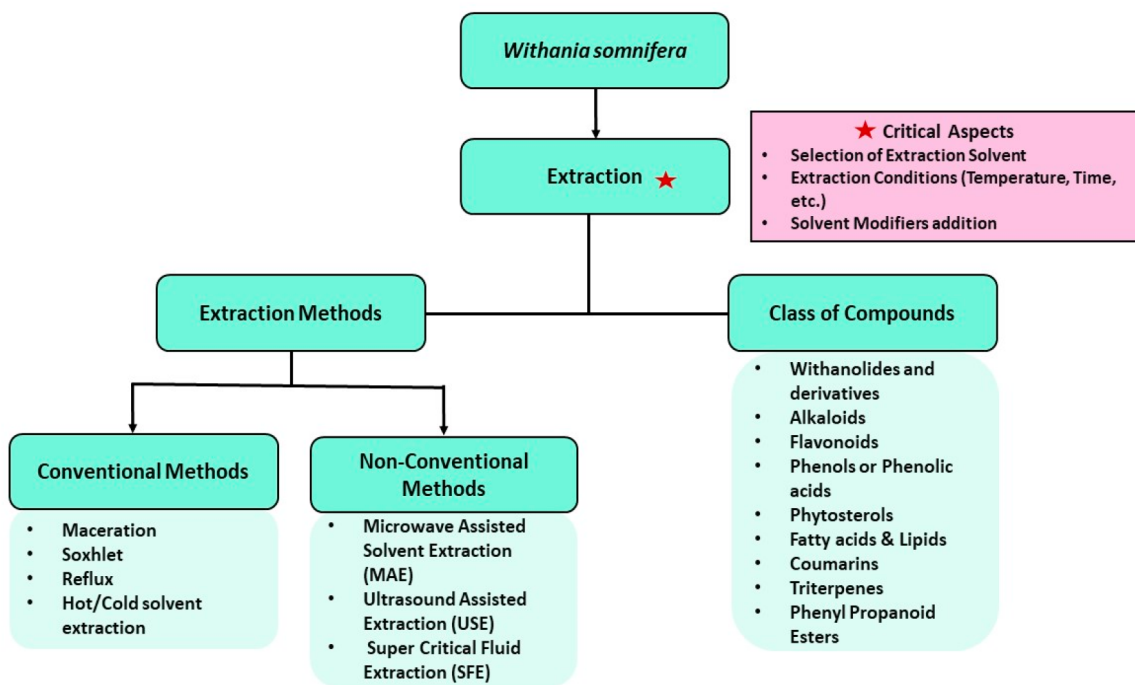 Withania somnifera
Extraction
Critical Aspects
• Selection of Extraction Solvent
• Extraction Conditions (Temperature, Time,
etc.)
• Solvent Modifiers addition
Extraction Methods
Class of Compounds
• Withanolides and
derivatives
• Alkaloids
• Flavonoids
• Phenols or Phenolic
acids
• Phytosterols
• Fatty acids & Lipids
• Coumarins
• Triterpenes
• Phenyl Propanoid
Esters
Conventional Methods
• Maceration
• Soxhlet
• Reflux
• Hot/Cold solvent
extraction
Non-Conventional
Methods
• Microwave Assisted
Solvent Extraction
(MAE)
• Ultrasound Assisted
Extraction (USE)
• Super Critical Fluid
Extraction (SFE)